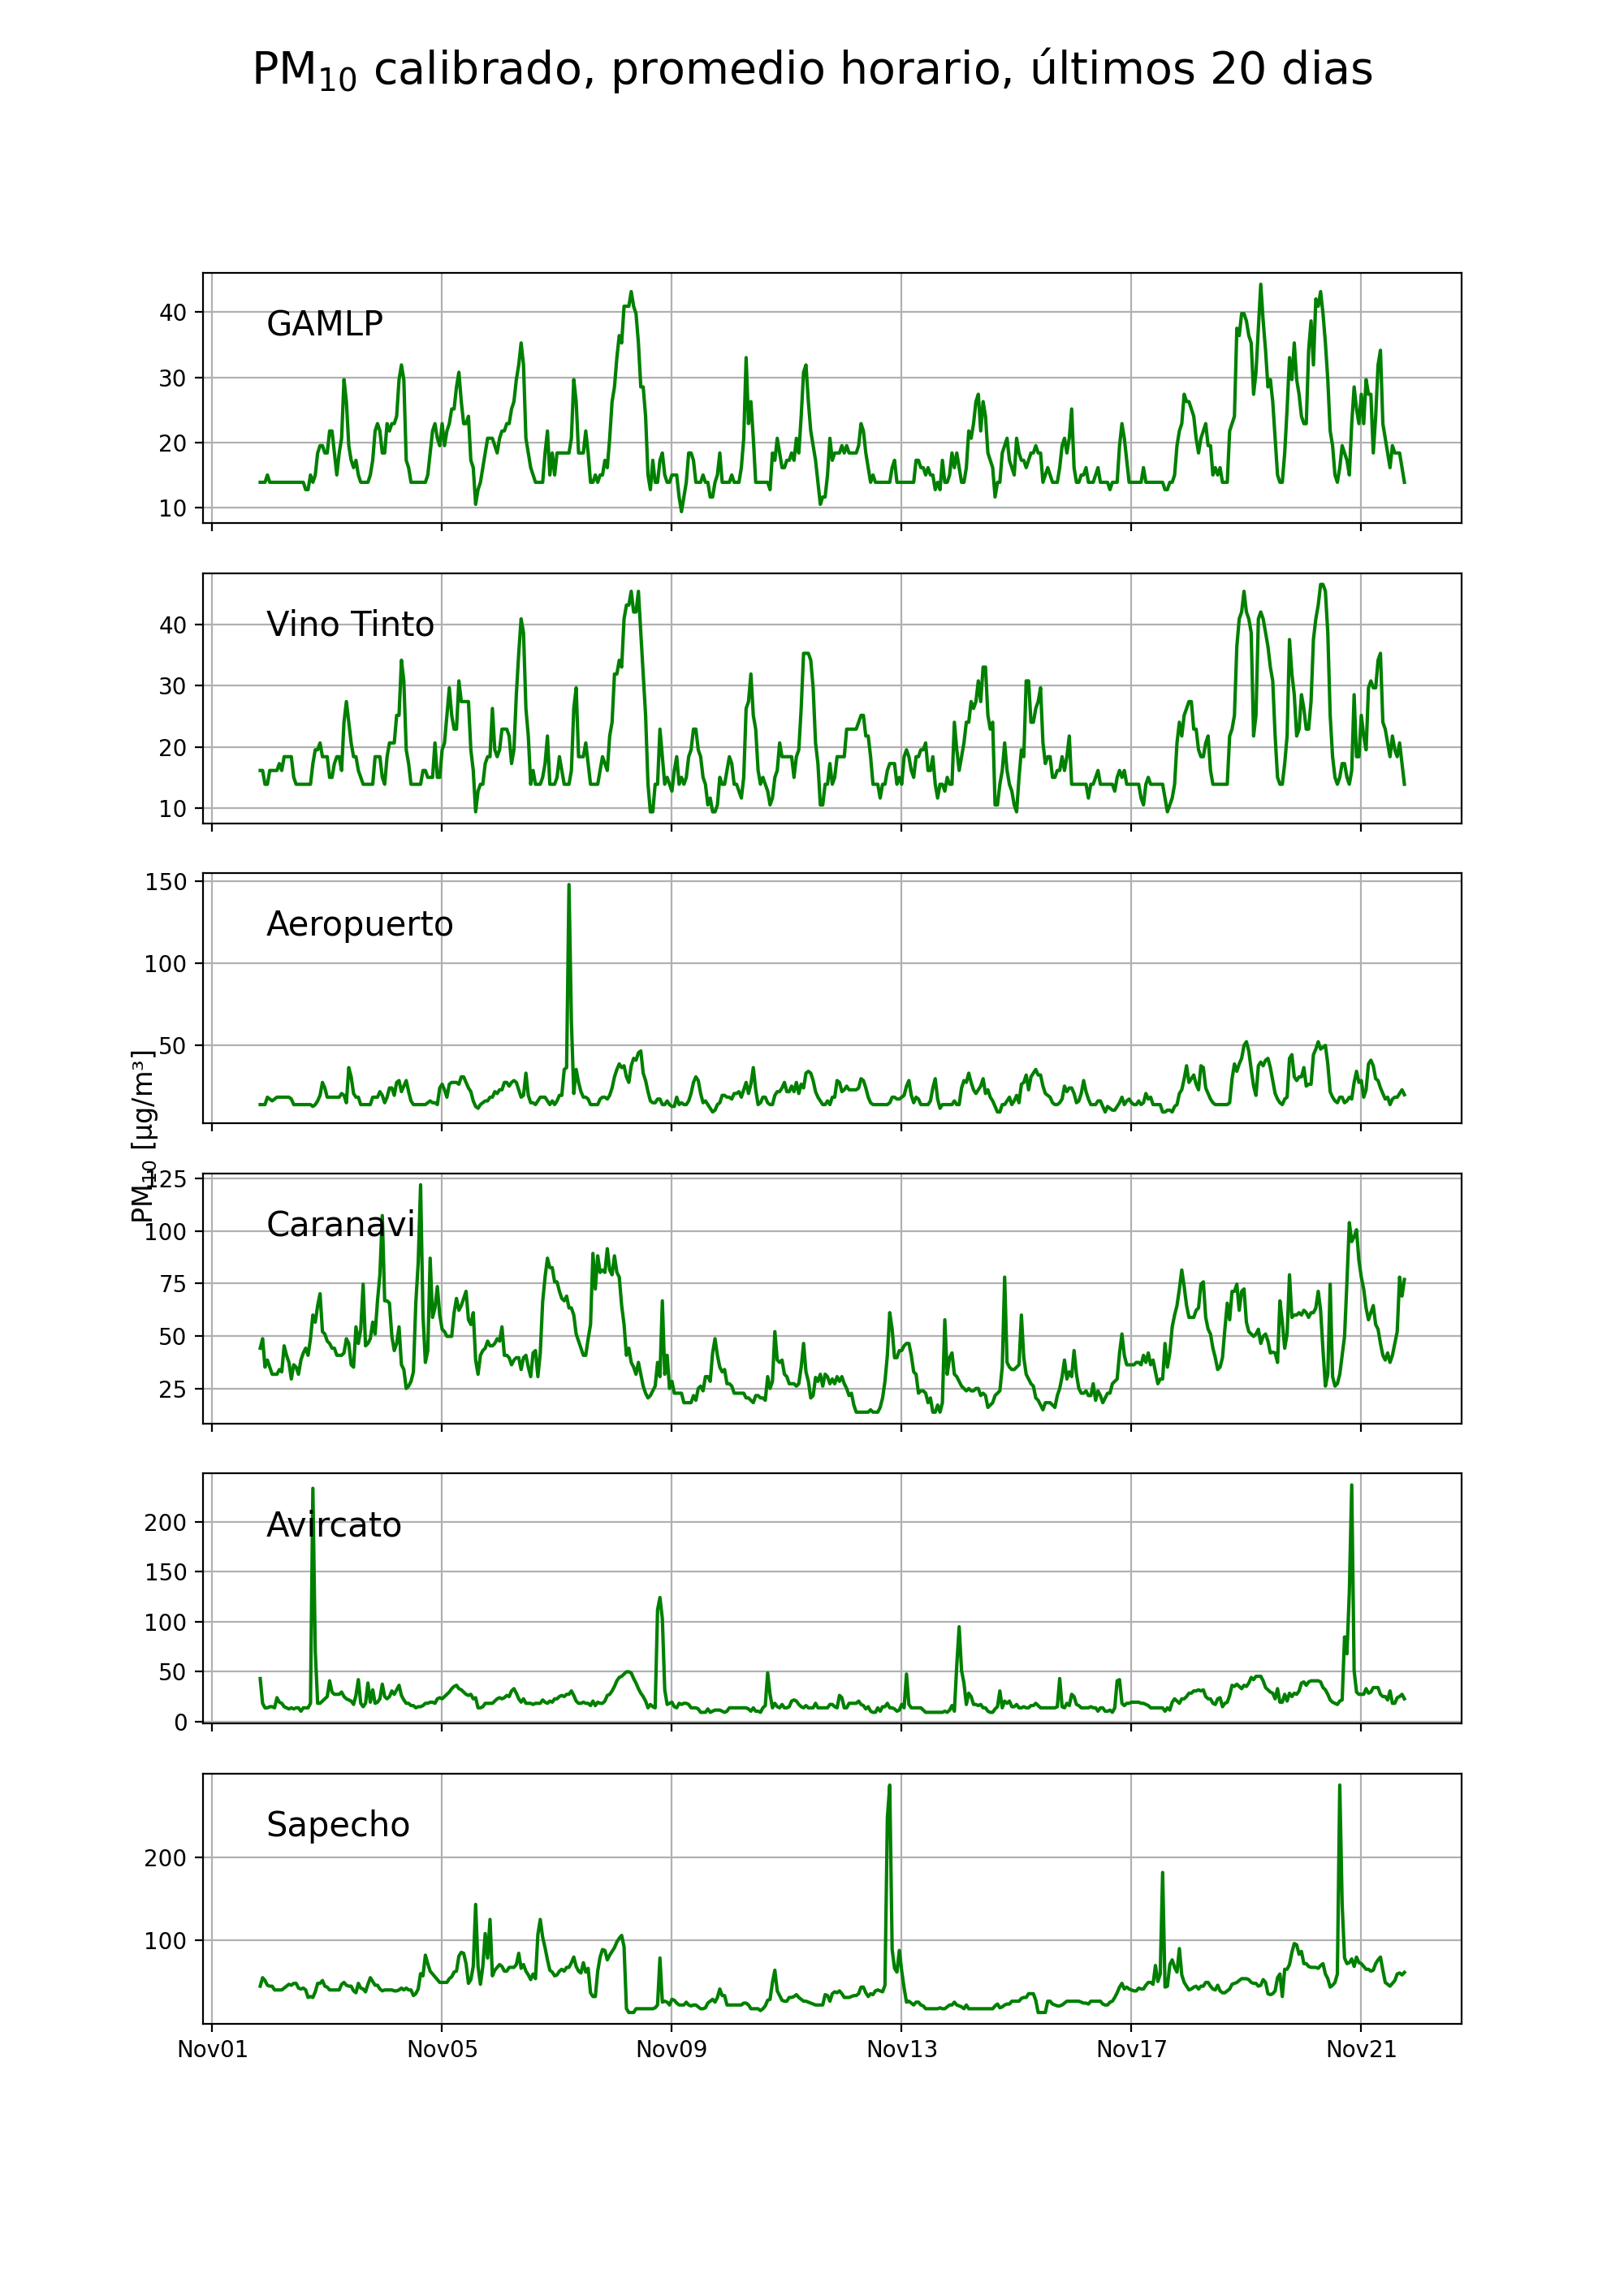 PM₁₀ calibrado, promedio horario, últimos 20 dias
GAMLP
40
30
20
10
Vino Tinto
40
30
20
10
Aeropuerto
150
100
50
PM₁₀ [µg/m³]
Caranavi
125
100
75
50
25
Avircato
200
150
100
50
0
Sapecho
200
100
Nov01 Nov05 Nov09 Nov13 Nov17 Nov21